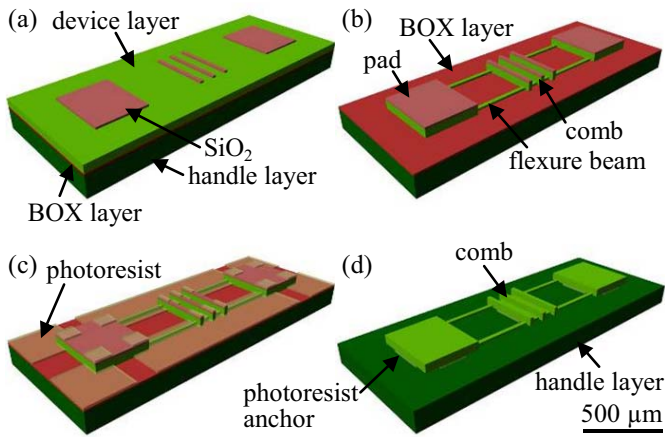 (a)
device layer
SiO₂
handle layer
BOX layer
(b)
BOX layer
pad
comb
flexure beam
(c)
photoresist
(d)
comb
photoresist
anchor
handle layer
500 µm